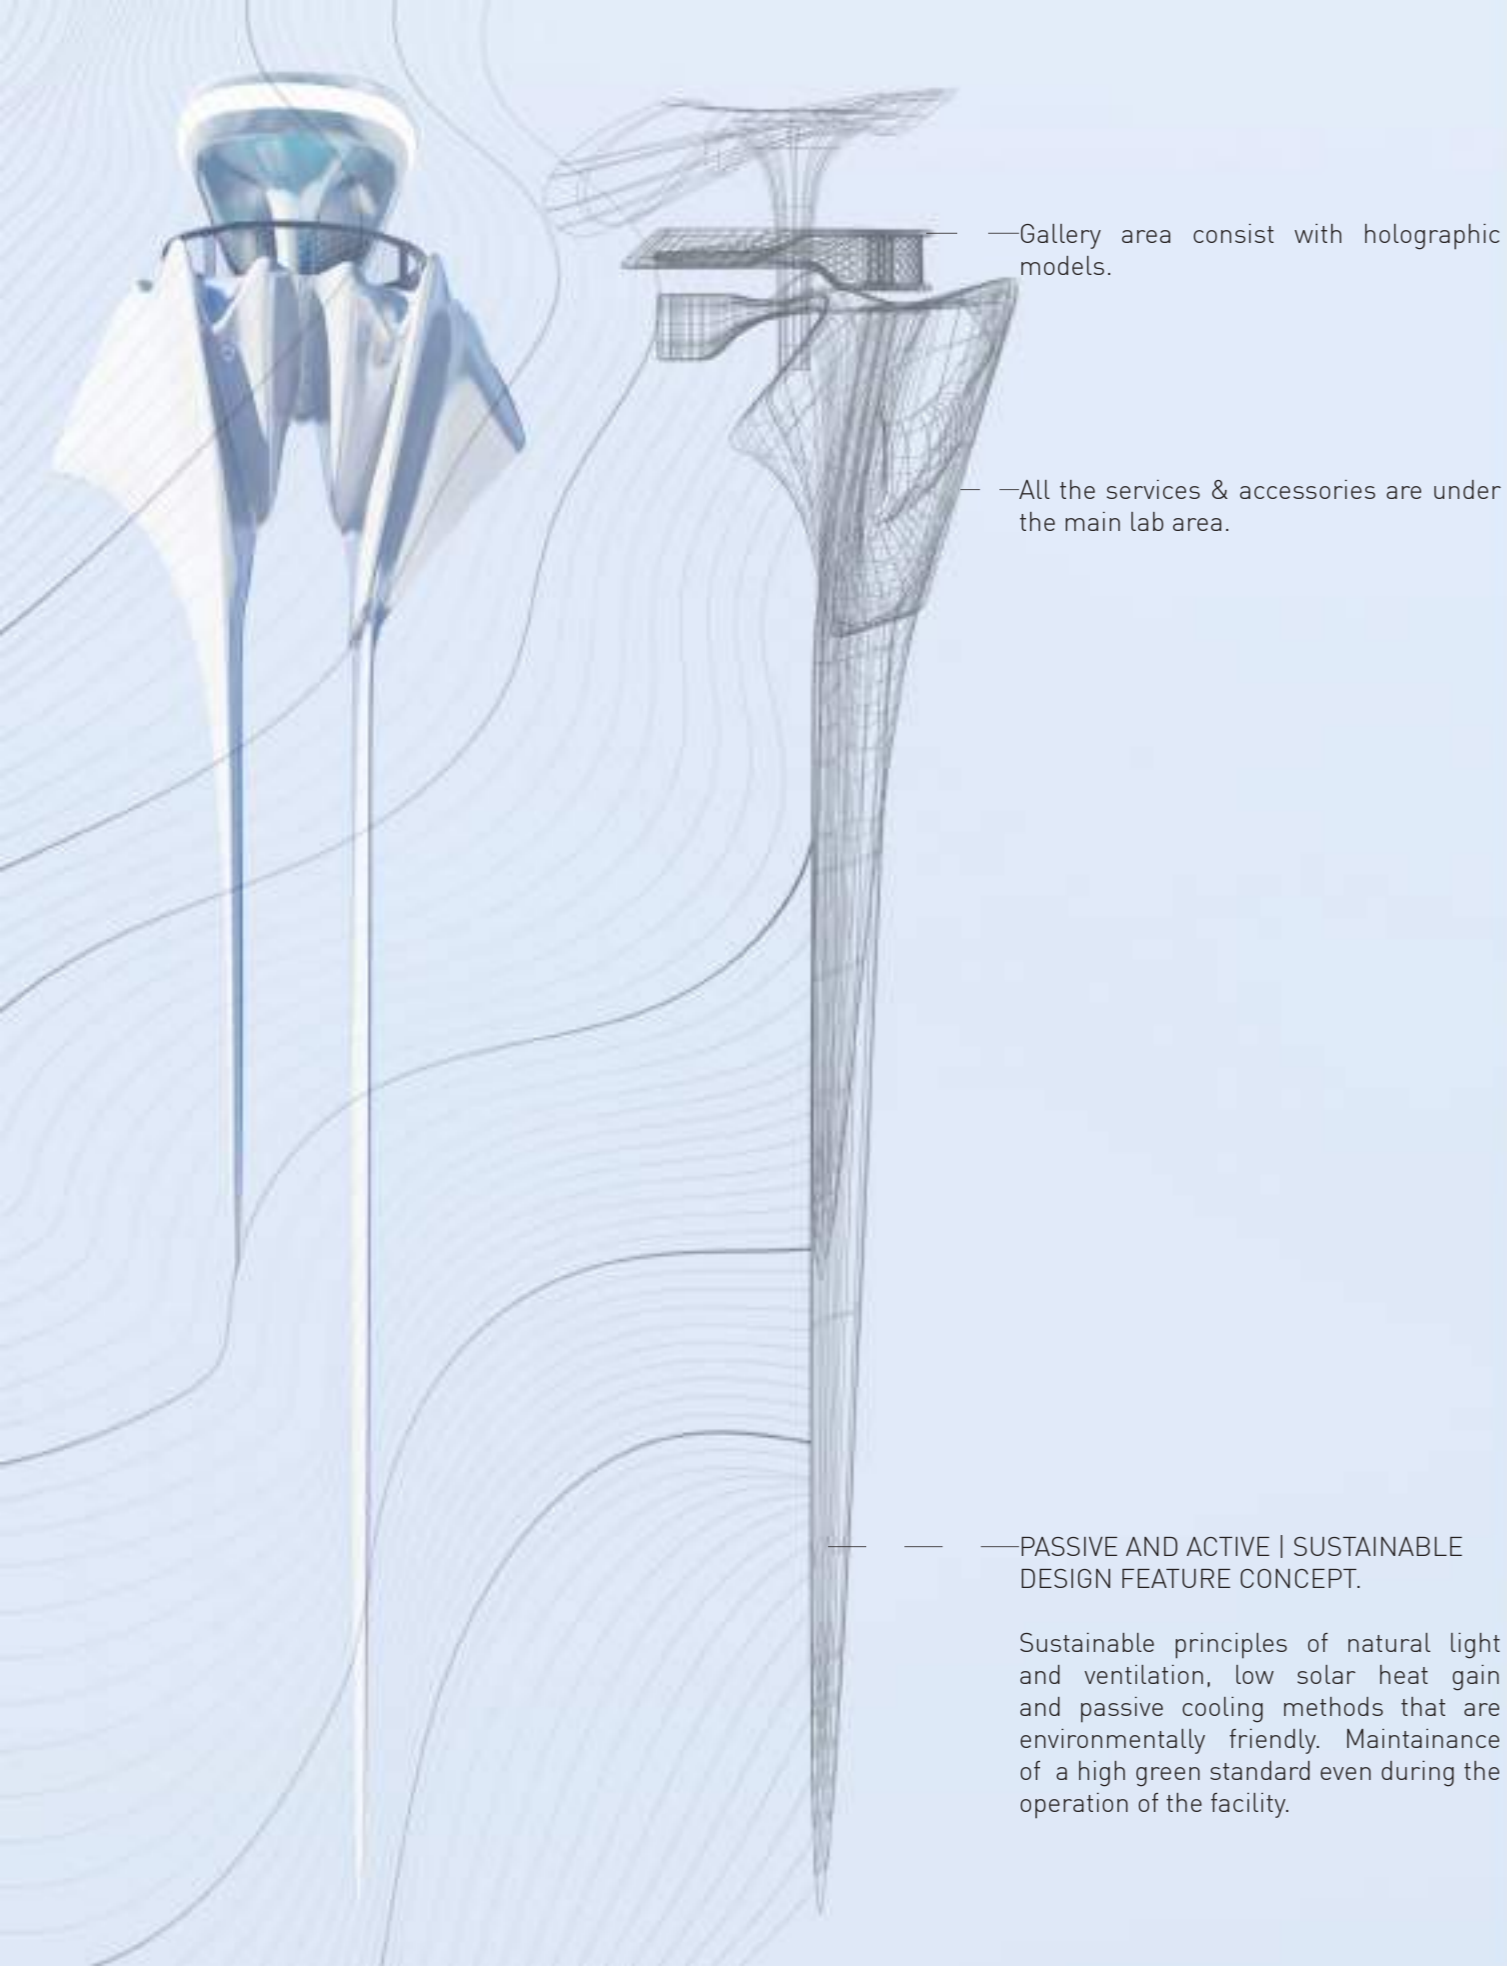 Gallery area consist with holographic
models.
All the services & accessories are under
the main lab area.
PASSIVE AND ACTIVE | SUSTAINABLE
DESIGN FEATURE CONCEPT.
Sustainable principles of natural light
and ventilation, low solar heat gain
and passive cooling methods that are
environmentally friendly. Maintainance
of a high green standard even during the
operation of the facility.